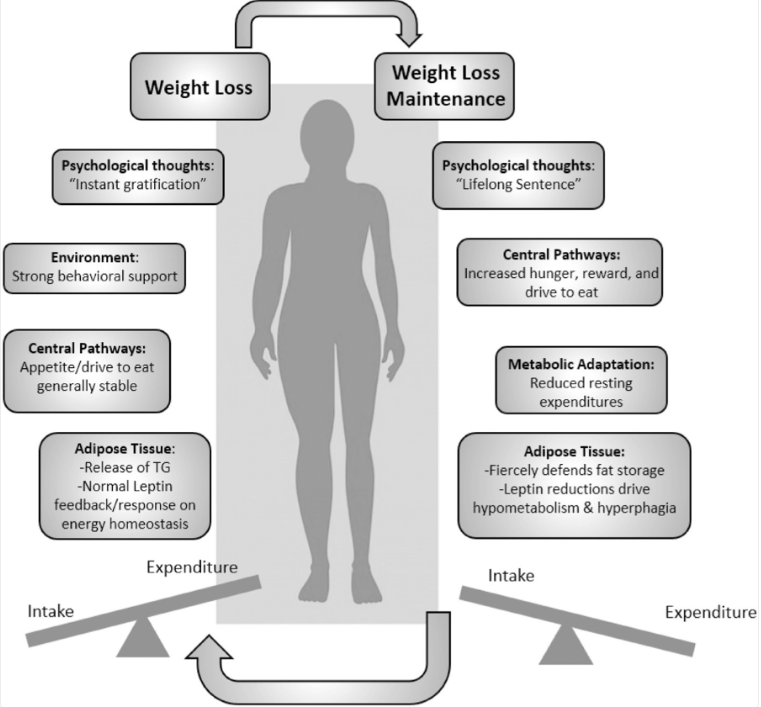 Weight Loss
Weight Loss
Maintenance
Psychological thoughts:
“Instant gratification”
Environment:
Strong behavioral support
Central Pathways:
Appetite/drive to eat
generally stable
Adipose Tissue:
-Release of TG
-Normal Leptin
feedback/response on
energy homeostasis
Expenditure
Intake
Psychological thoughts:
“Lifelong Sentence”
Central Pathways:
Increased hunger, reward, and
drive to eat
Metabolic Adaptation:
Reduced resting
expenditures
Adipose Tissue:
-Fiercely defends fat storage
-Leptin reductions drive
hypometabolism & hyperphagia
Intake
Expenditure